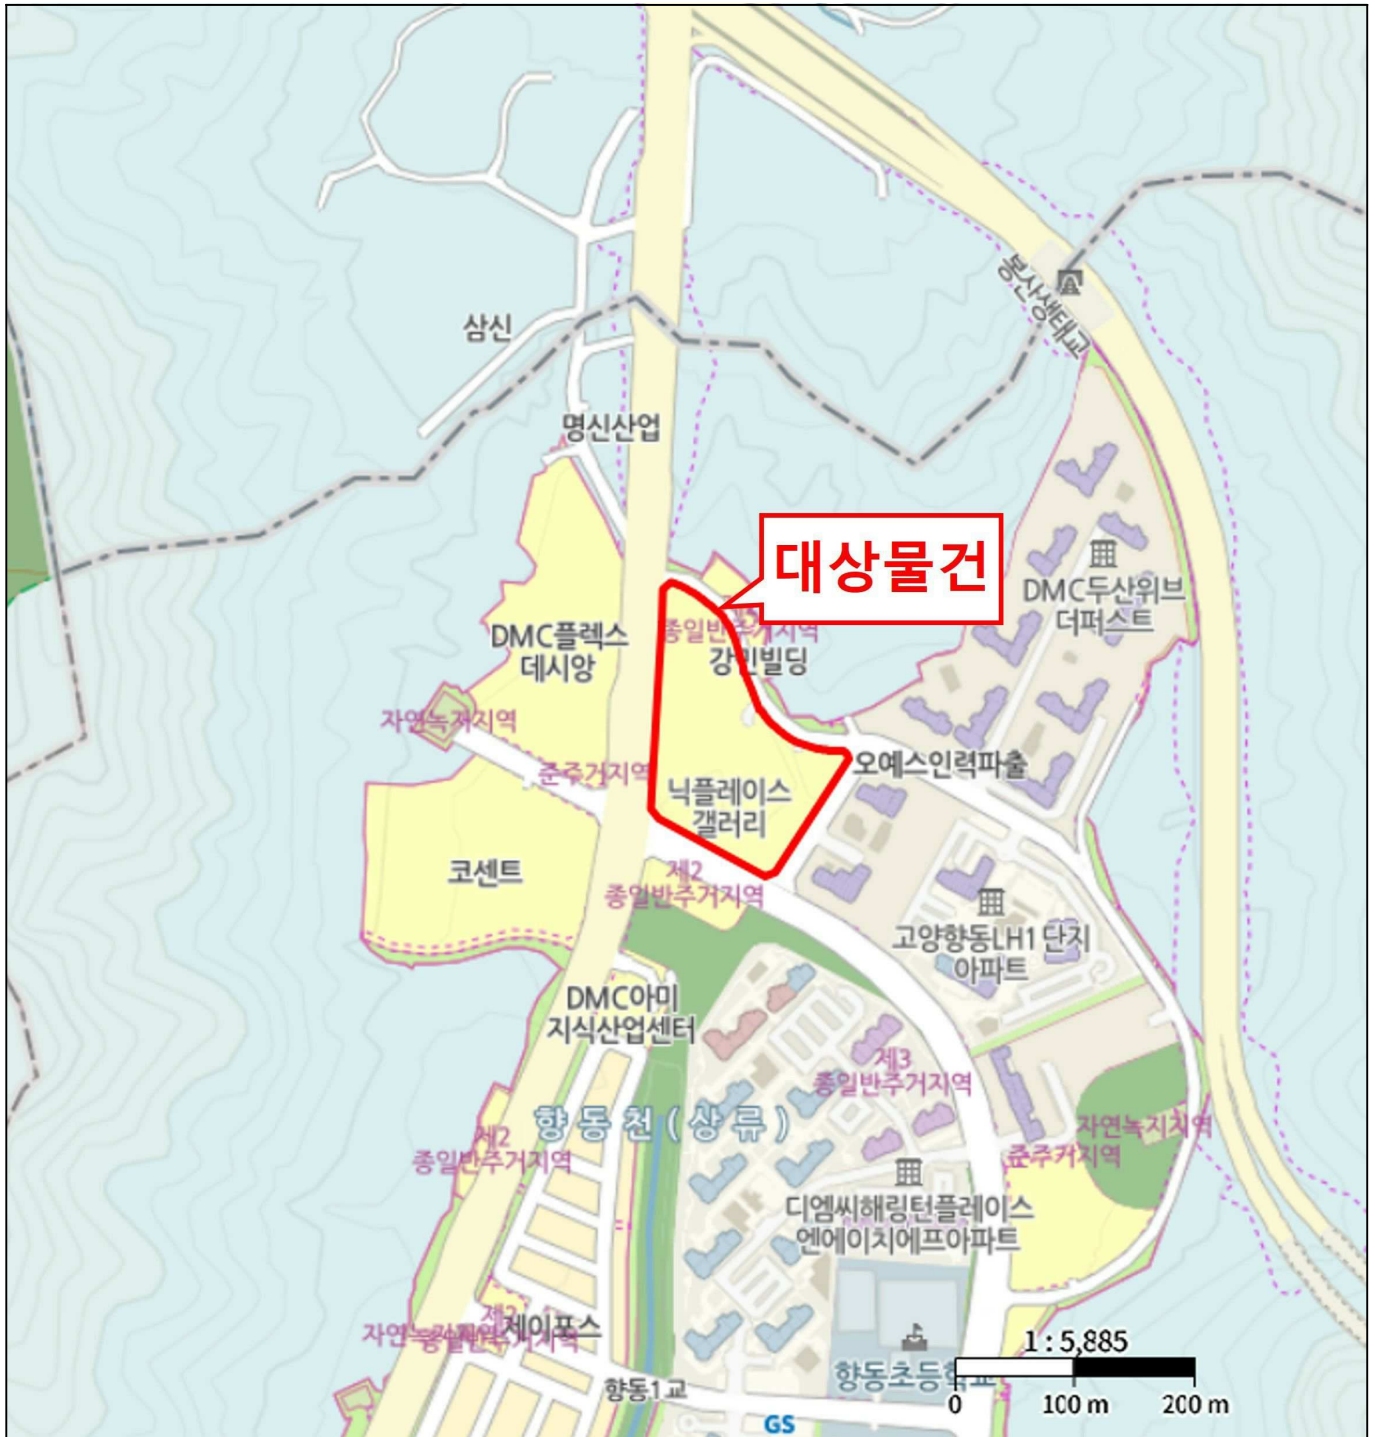 봉산생태교
삼신
명신산업
대상물건
DMC두산위브
더퍼스트
DMC플렉스
데시앙
종일반주거지역
강민빌딩
자연녹지지역
준주거지역
오예스인력파출
닉플레이스
갤러리
코센트
제2
종일반주거지역
고양향동LH1단지
아파트
DMC아미
지식산업센터
제3
종일반주거지역
향동천(상류)
제2
종일반주거지역
자연녹지지역
준주거지역
디엠씨해링턴플레이스
엔에이치에프아파트
제2
제이포스
1 : 5,885
향동초등학교
0 100 m 200 m
향동1교
GS